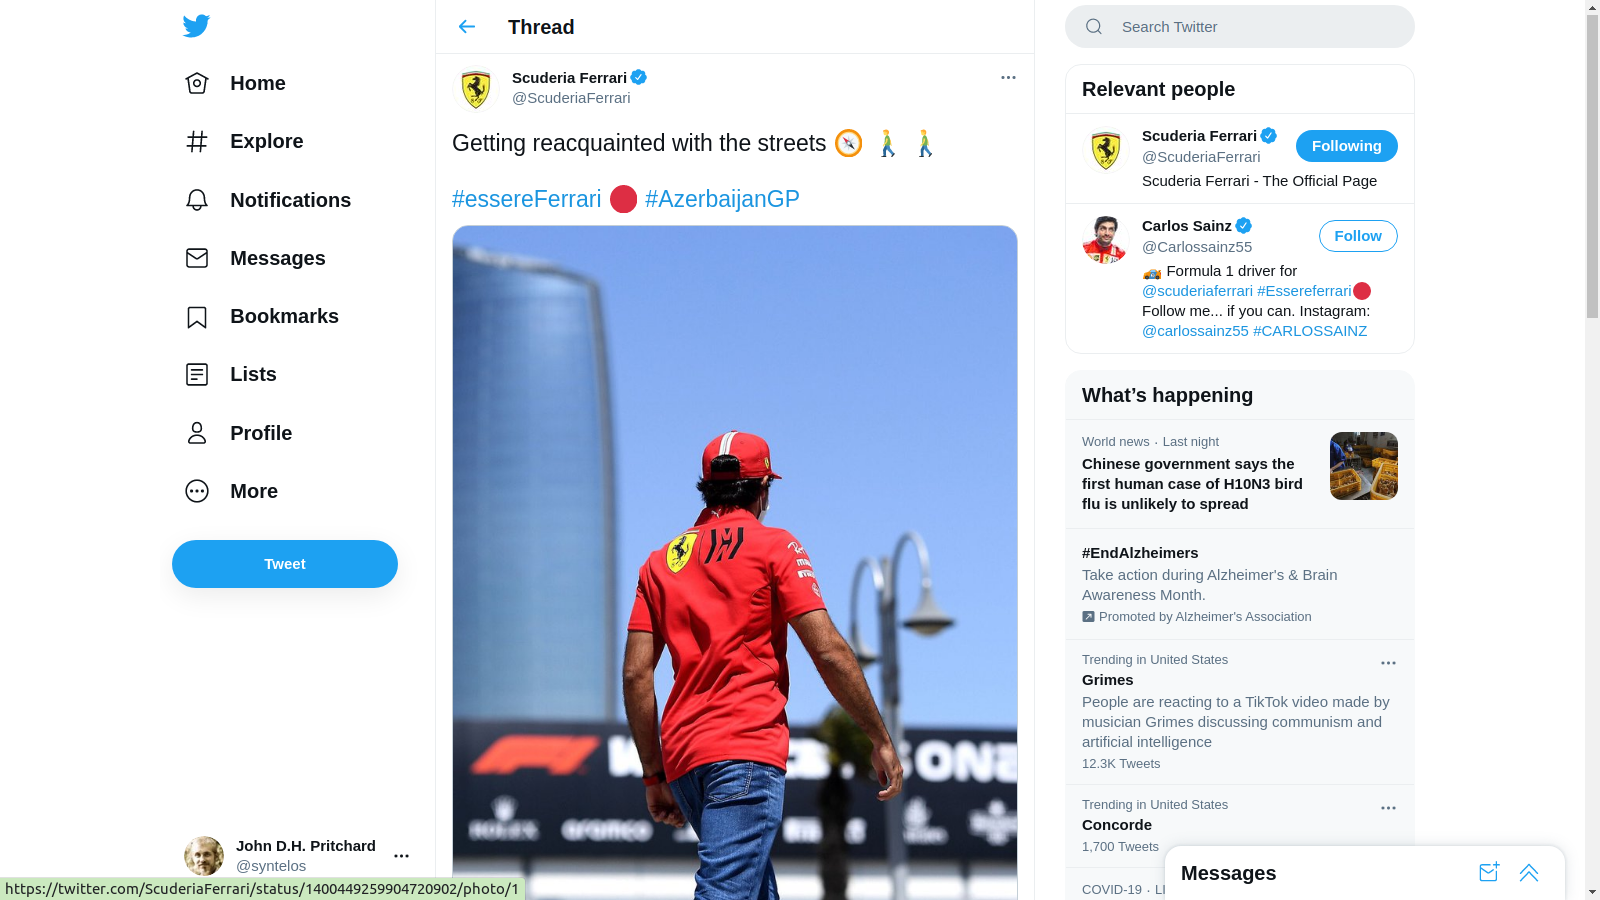 Home
Explore
Notifications
Messages
Bookmarks
Lists
Profile
More
Tweet
John D.H. Pritchard
@syntelos
https://twitter.com/ScuderiaFerrari/status/1400449259904720902/photo/1
Thread
Scuderia Ferrari
@ScuderiaFerrari
Getting reacquainted with the streets
#essereFerrari #AzerbaijanGP
ROLEX
aramco
Search Twitter
Relevant people
Scuderia Ferrari
@ScuderiaFerrari
Following
Scuderia Ferrari - The Official Page
Carlos Sainz
@Carlossainz55
Follow
Formula 1 driver for
@scuderiaferrari #Essereferrari
Follow me... if you can. Instagram:
@carlossainz55 #CARLOSSAINZ
What’s happening
World news · Last night
Chinese government says the
first human case of H10N3 bird
flu is unlikely to spread
#EndAlzheimers
Take action during Alzheimer's & Brain
Awareness Month.
Promoted by Alzheimer's Association
Trending in United States
Grimes
People are reacting to a TikTok video made by
musician Grimes discussing communism and
artificial intelligence
12.3K Tweets
Trending in United States
Concorde
1,700 Tweets
COVID-19 · LI
Messages